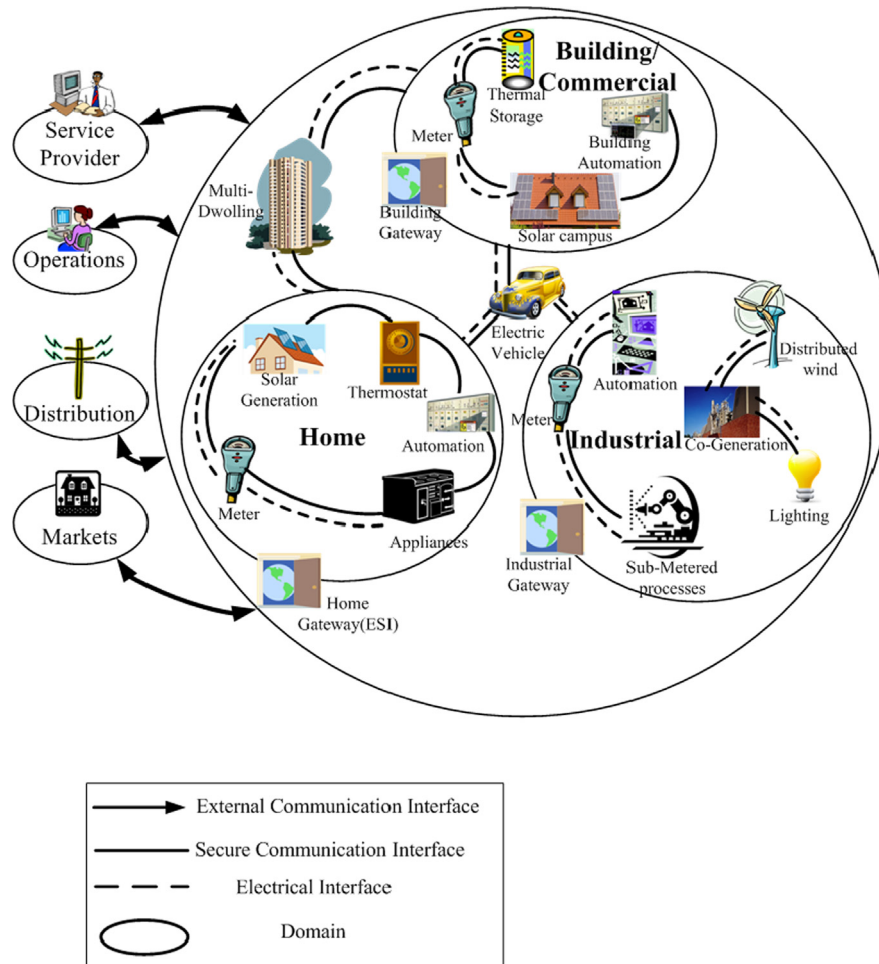 Building/
Commercial
Thermal
Storage
Meter
Building
Automation
Building
Gateway
Solar campus
Service
Provider
Multi-
Dwolling
Operations
Electric
Vehicle
Distribution
Solar
Generation
Thermostat
Home
Automation
Meter
Appliances
Home
Gateway(ESI)
Markets
Automation
Distributed
wind
Meter
Industrial
Co-Generation
Lighting
Industrial
Gateway
Sub-Metered
processes
External Communication Interface
Secure Communication Interface
Electrical Interface
Domain